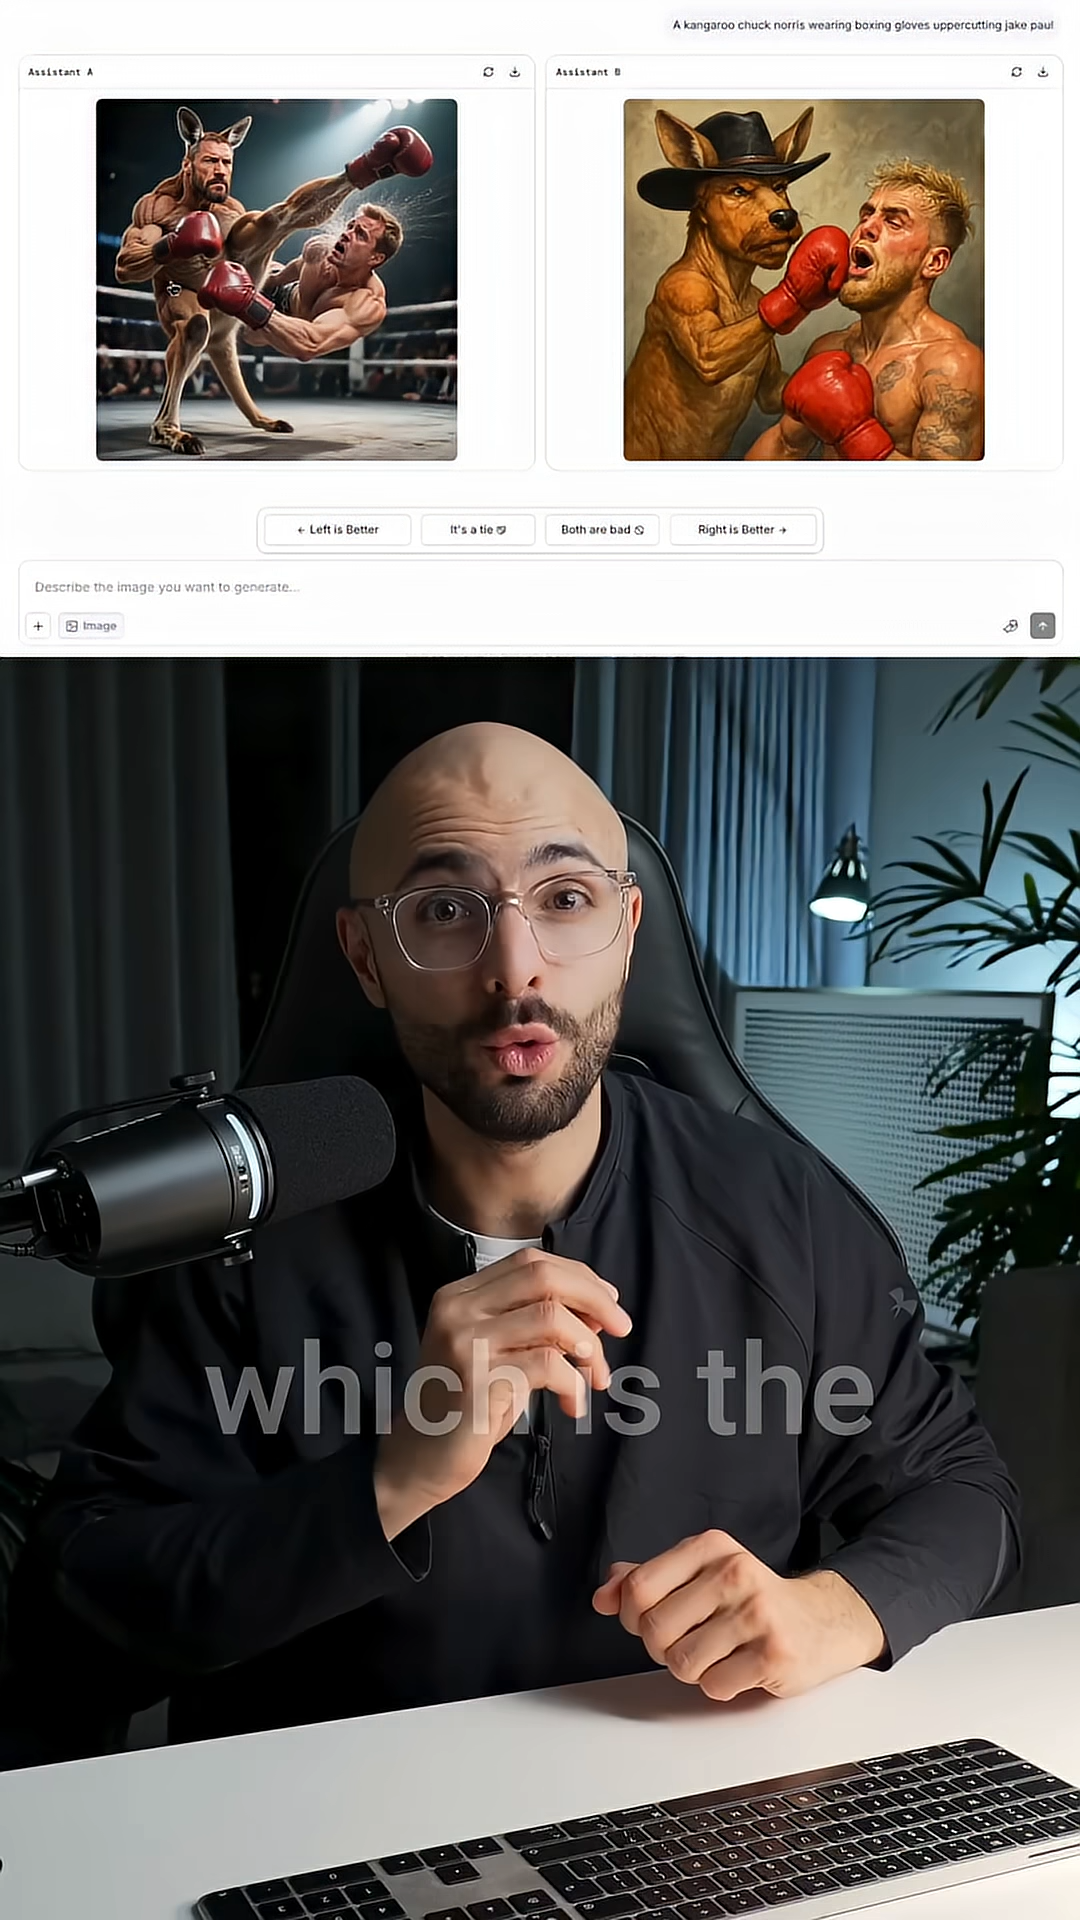 A kangaroo chuck norris wearing boxing gloves uppercutting jake paul
Assistant A
Assistant B
← Left is Better
It's a tie
Both are bad
Right is Better →
Describe the image you want to generate...
+
Image
which is the